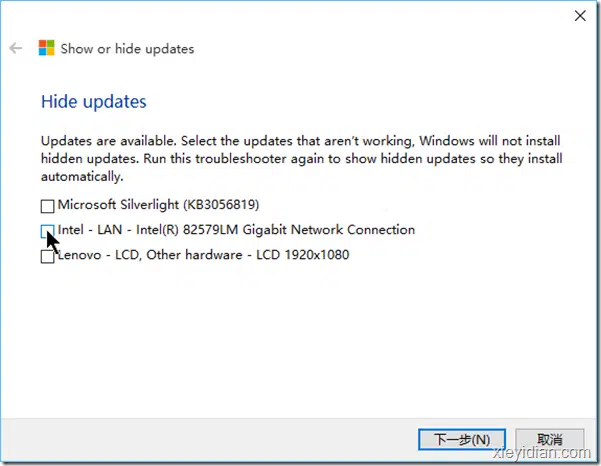 Show or hide updates
Hide updates
Updates are available. Select the updates that aren't working, Windows will not install
hidden updates. Run this troubleshooter again to show hidden updates so they install
automatically.
Microsoft Silverlight (KB3056819)
Intel - LAN - Intel(R) 82579LM Gigabit Network Connection
Lenovo - LCD, Other hardware - LCD 1920x1080
下一步(N)
取消
xieyidian.com